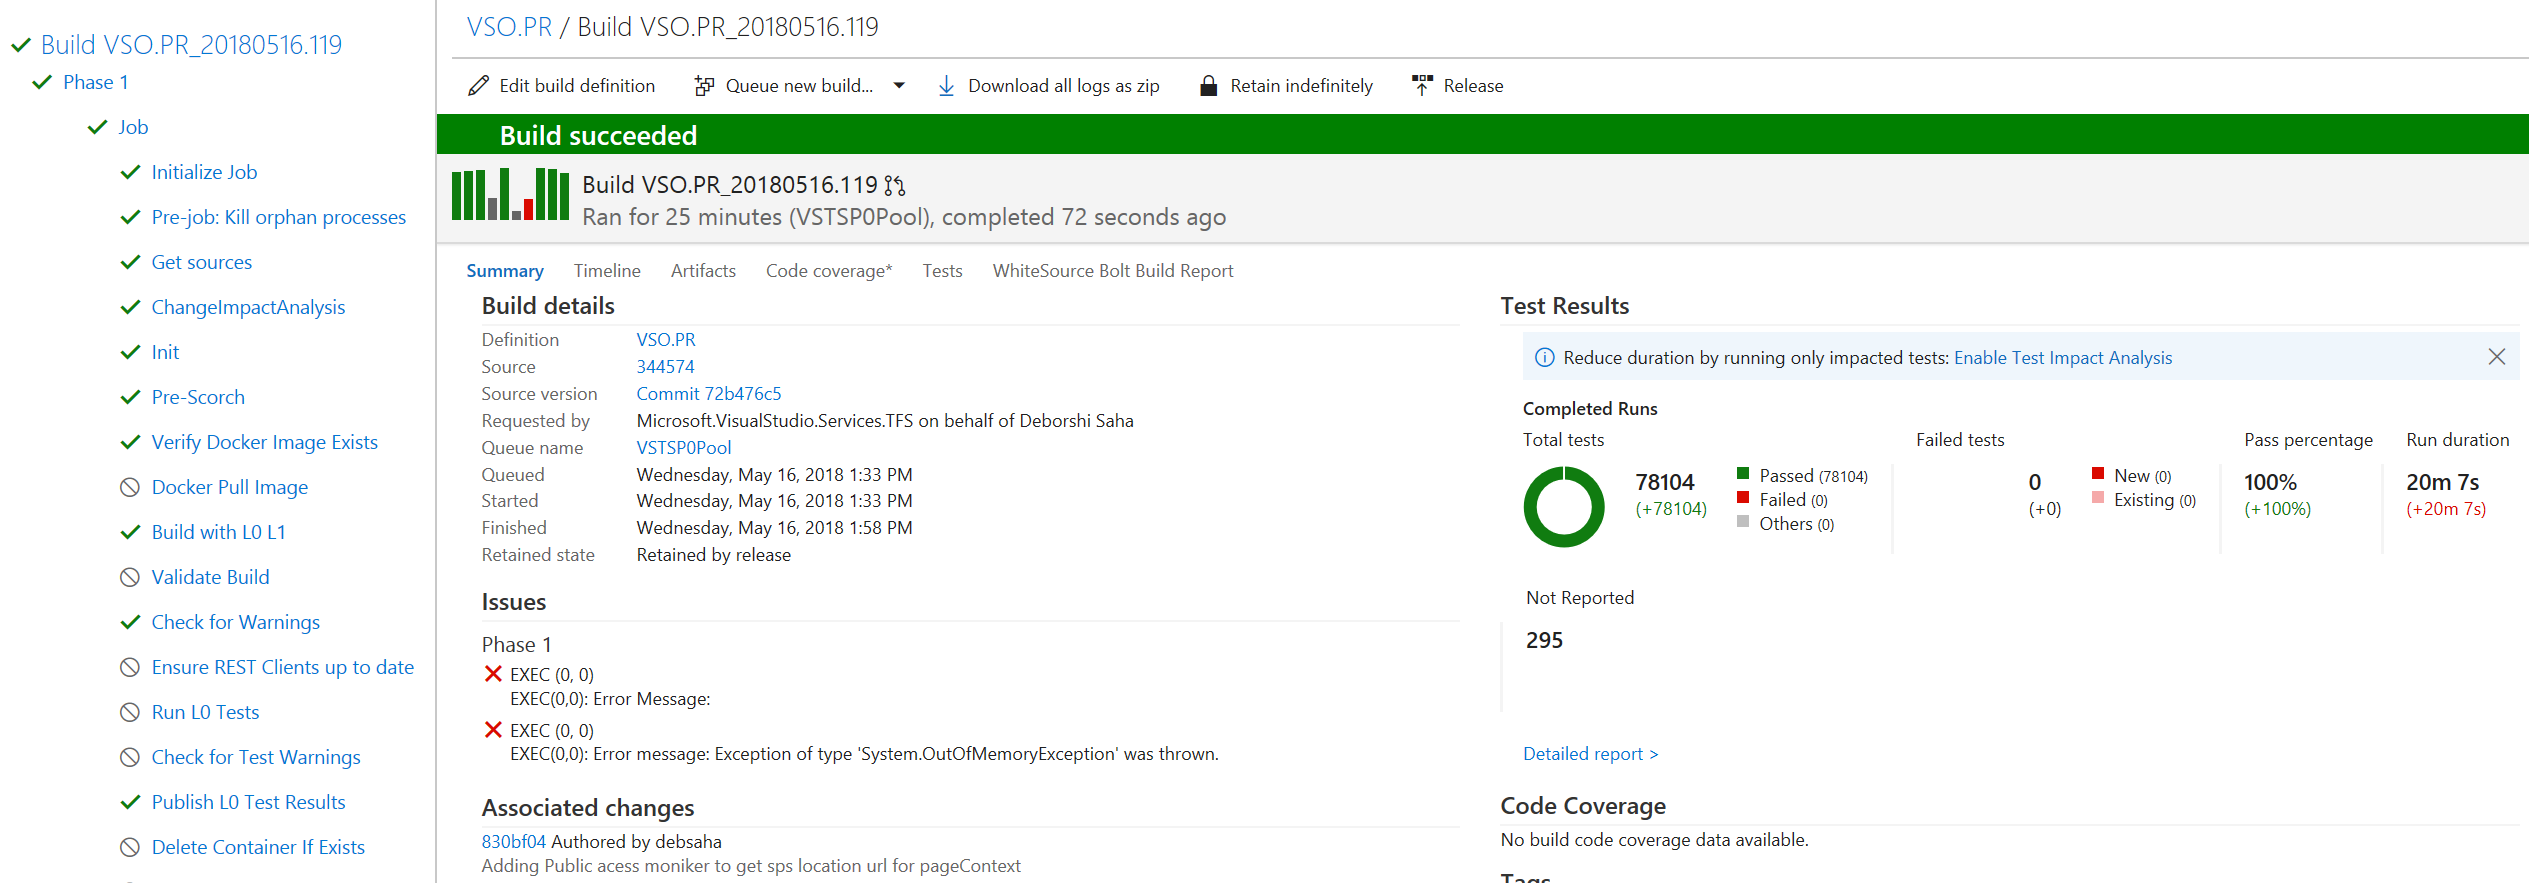 Build VSO.PR_20180516.119
Phase 1
Job
Initialize Job
Pre-job: Kill orphan processes
Get sources
ChangeImpactAnalysis
Init
Pre-Scorch
Verify Docker Image Exists
Docker Pull Image
Build with L0 L1
Validate Build
Check for Warnings
Ensure REST Clients up to date
Run L0 Tests
Check for Test Warnings
Publish L0 Test Results
Delete Container If Exists
VSO.PR / Build VSO.PR_20180516.119
Edit build definition Queue new build... Download all logs as zip Retain indefinitely Release
Build succeeded
Build VSO.PR_20180516.119
Ran for 25 minutes (VSTSP0Pool), completed 72 seconds ago
Summary Timeline Artifacts Code coverage* Tests WhiteSource Bolt Build Report
Build details
Definition VSO.PR
Source 344574
Source version Commit 72b476c5
Requested by Microsoft.VisualStudio.Services.TFS on behalf of Deborshi Saha
Queue name VSTSP0Pool
Queued Wednesday, May 16, 2018 1:33 PM
Started Wednesday, May 16, 2018 1:33 PM
Finished Wednesday, May 16, 2018 1:58 PM
Retained state Retained by release
Issues
Phase 1
EXEC (0, 0)
EXEC(0,0): Error Message:
EXEC (0, 0)
EXEC(0,0): Error message: Exception of type 'System.OutOfMemoryException' was thrown.
Associated changes
830bf04 Authored by debsaha
Adding Public acess moniker to get sps location url for pageContext
Test Results
Reduce duration by running only impacted tests: Enable Test Impact Analysis
Completed Runs
Total tests Failed tests Pass percentage Run duration
78104 Passed (78104) 0 New (0) 100% 20m 7s
(+78104) Failed (0) (+0) Existing (0) (+100%) (+20m 7s)
Others (0)
Not Reported
295
Detailed report >
Code Coverage
No build code coverage data available.
Tags